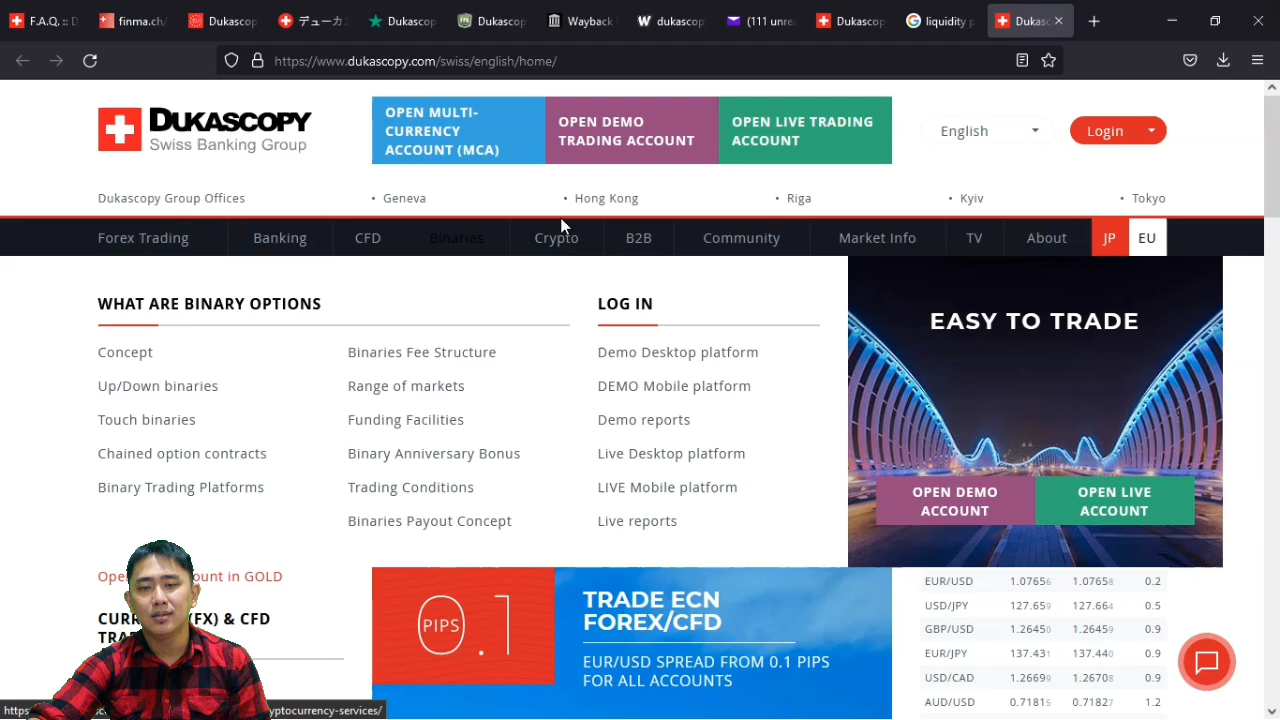 F.A.Q. :: D
finma.ch/
Dukascop
デューカス
Dukascop
Dukascop
Wayback
dukascop
(111 unre
Dukascop
liquidity p
Dukasc
https://www.dukascopy.com/swiss/english/home/
DUKASCOPY
Swiss Banking Group
OPEN MULTI-
CURRENCY
ACCOUNT (MCA)
OPEN DEMO
TRADING ACCOUNT
OPEN LIVE TRADING
ACCOUNT
English
Login
Dukascopy Group Offices
• Geneva
• Hong Kong
• Riga
• Kyiv
• Tokyo
Forex Trading
Banking
CFD
Binaries
Crypto
B2B
Community
Market Info
TV
About
JP
EU
WHAT ARE BINARY OPTIONS
Concept
Up/Down binaries
Touch binaries
Chained option contracts
Binary Trading Platforms
Binaries Fee Structure
Range of markets
Funding Facilities
Binary Anniversary Bonus
Trading Conditions
Binaries Payout Concept
LOG IN
Demo Desktop platform
DEMO Mobile platform
Demo reports
Live Desktop platform
LIVE Mobile platform
Live reports
EASY TO TRADE
OPEN DEMO
ACCOUNT
OPEN LIVE
ACCOUNT
Ope ount in GOLD
CURR (FX) & CFD
TRA
PIPS 0.1
TRADE ECN
FOREX/CFD
EUR/USD SPREAD FROM 0.1 PIPS
FOR ALL ACCOUNTS
EUR/USD 1.07656 1.07658 0.2
USD/JPY 127.659 127.664 0.5
GBP/USD 1.26450 1.26459 0.9
EUR/JPY 137.431 137.440 0.9
USD/CAD 1.26699 1.26708 0.9
AUD/USD 0.71815 0.71827 1.2
https yptocurrency-services/